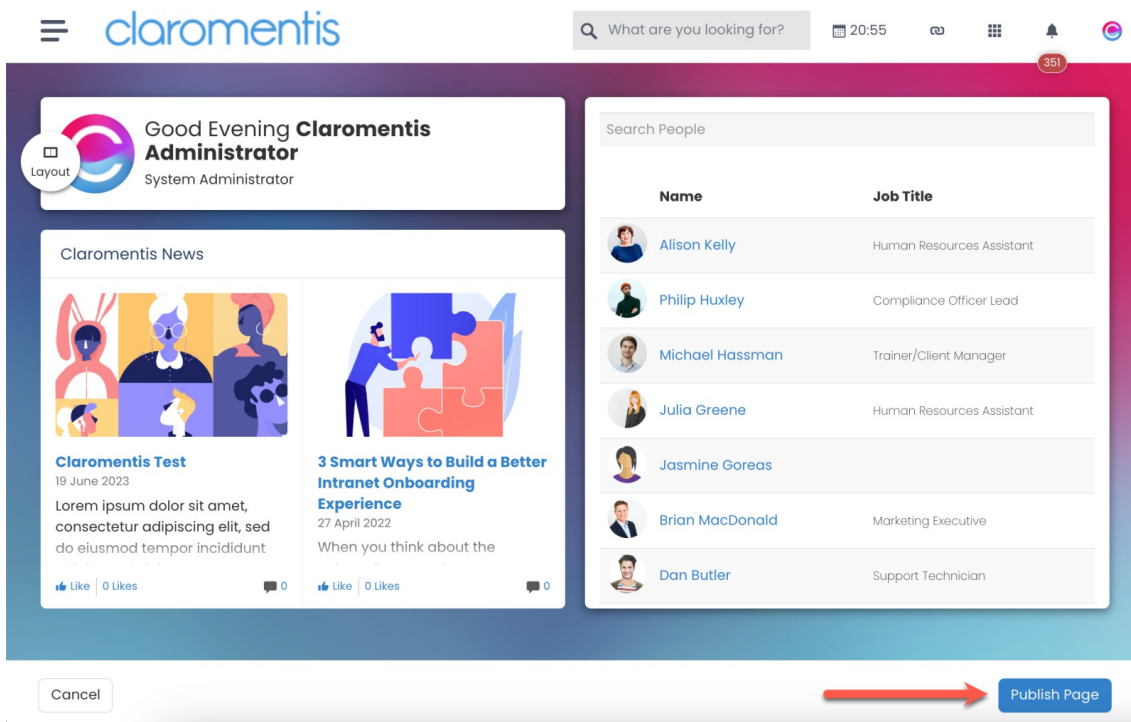 claromentis
What are you looking for?
20:55
351
Layout
Good Evening Claromentis
Administrator
System Administrator
Claromentis News
Claromentis Test
19 June 2023
Lorem ipsum dolor sit amet,
consectetur adipiscing elit, sed
do eiusmod tempor incididunt
Like
0 Likes
0
3 Smart Ways to Build a Better
Intranet Onboarding
Experience
27 April 2022
When you think about the
Like
0 Likes
0
Search People
Name Job Title
Alison Kelly Human Resources Assistant
Philip Huxley Compliance Officer Lead
Michael Hassman Trainer/Client Manager
Julia Greene Human Resources Assistant
Jasmine Goreas
Brian MacDonald Marketing Executive
Dan Butler Support Technician
Cancel
Publish Page